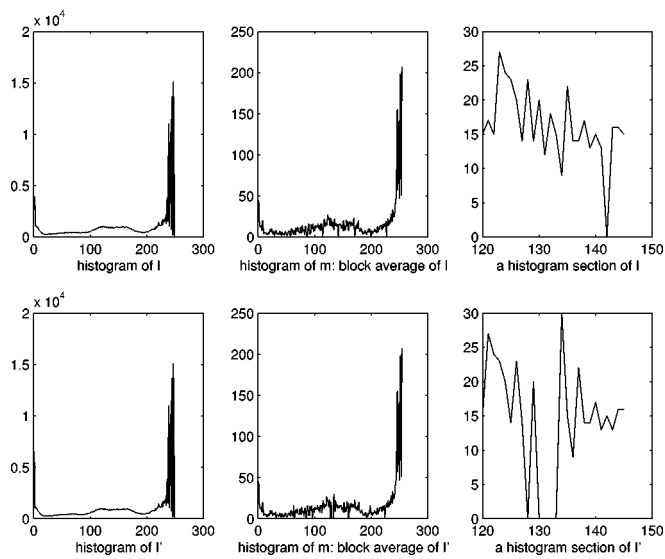 x 10^4
2
1.5
1
0.5
0
0 100 200 300
histogram of I
250
200
150
100
50
0
0 100 200 300
histogram of m: block average of I
30
25
20
15
10
5
0
120 130 140 150
a histogram section of I
x 10^4
2
1.5
1
0.5
0
0 100 200 300
histogram of I'
250
200
150
100
50
0
0 100 200 300
histogram of m: block average of I'
30
25
20
15
10
5
0
120 130 140 150
a histogram section of I'